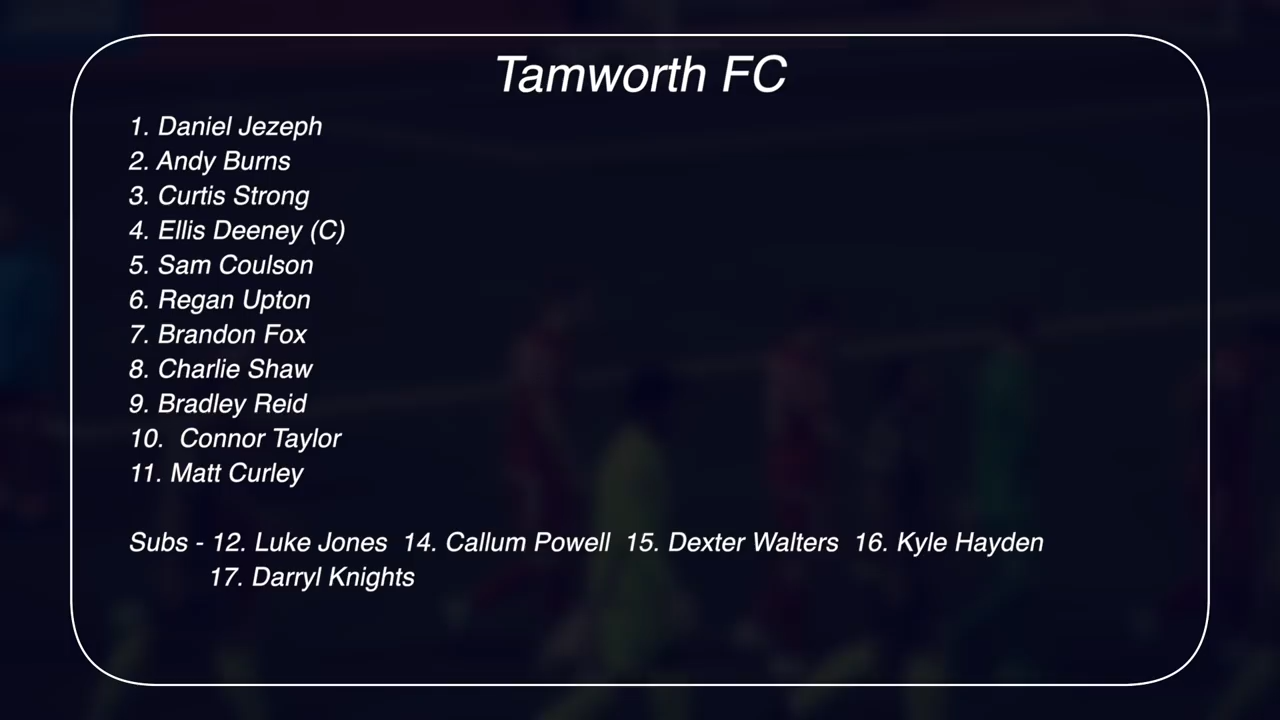 Tamworth FC
1. Daniel Jezeph
2. Andy Burns
3. Curtis Strong
4. Ellis Deeney (C)
5. Sam Coulson
6. Regan Upton
7. Brandon Fox
8. Charlie Shaw
9. Bradley Reid
10. Connor Taylor
11. Matt Curley
Subs - 12. Luke Jones 14. Callum Powell 15. Dexter Walters 16. Kyle Hayden
17. Darryl Knights